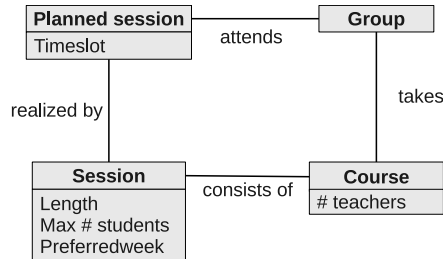 Planned session
Timeslot
attends
Group
realized by
takes
Session
Length
Max # students
Preferredweek
consists of
Course
# teachers